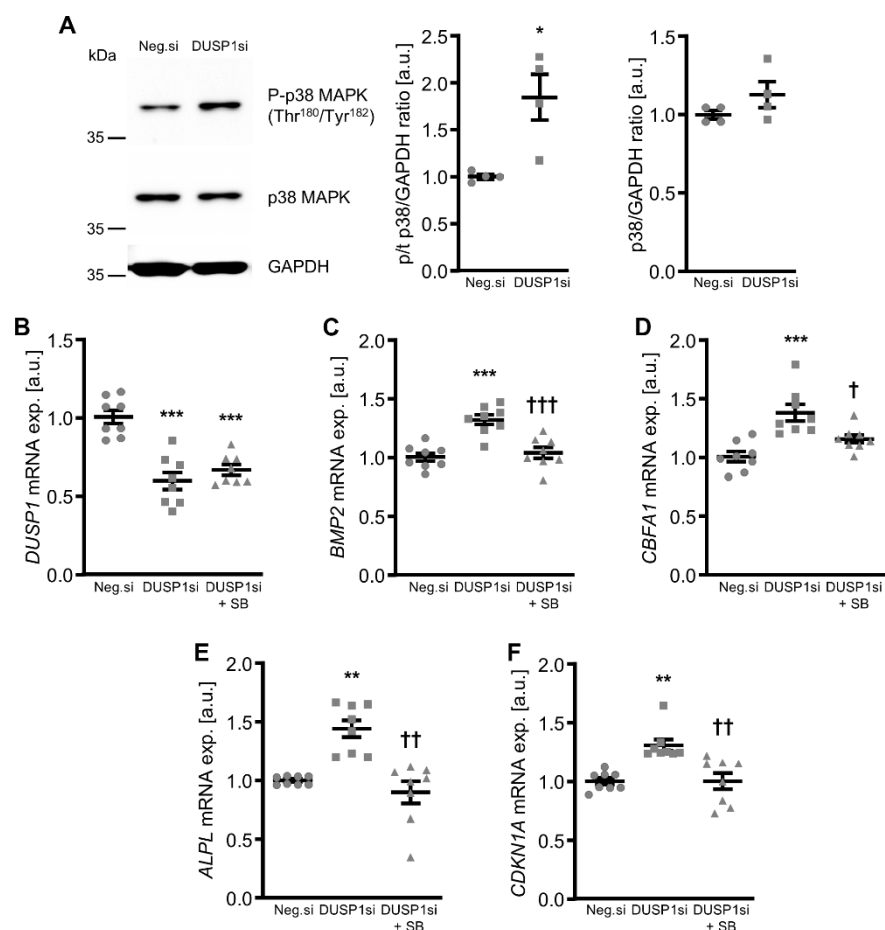 A
kDa
Neg.si DUSP1si
P-p38 MAPK
(Thr¹⁸⁰/Tyr¹⁸²)
35
p38 MAPK
35
GAPDH
35
p/t p38/GAPDH ratio [a.u.]
2.5
2.0
1.5
1.0
0.5
0.0
*
Neg.si DUSP1si
p38/GAPDH ratio [a.u.]
1.5
1.0
0.5
0.0
Neg.si DUSP1si
B
DUSP1 mRNA exp. [a.u.]
1.5
1.0
0.5
0.0
*** ***
Neg.si DUSP1si DUSP1si
+ SB
C
BMP2 mRNA exp. [a.u.]
2.0
1.5
1.0
0.5
0.0
*** †††
Neg.si DUSP1si DUSP1si
+ SB
D
CBFA1 mRNA exp. [a.u.]
2.0
1.5
1.0
0.5
0.0
*** †
Neg.si DUSP1si DUSP1si
+ SB
E
ALPL mRNA exp. [a.u.]
2.0
1.5
1.0
0.5
0.0
** ††
Neg.si DUSP1si DUSP1si
+ SB
F
CDKN1A mRNA exp. [a.u.]
2.0
1.5
1.0
0.5
0.0
** ††
Neg.si DUSP1si DUSP1si
+ SB